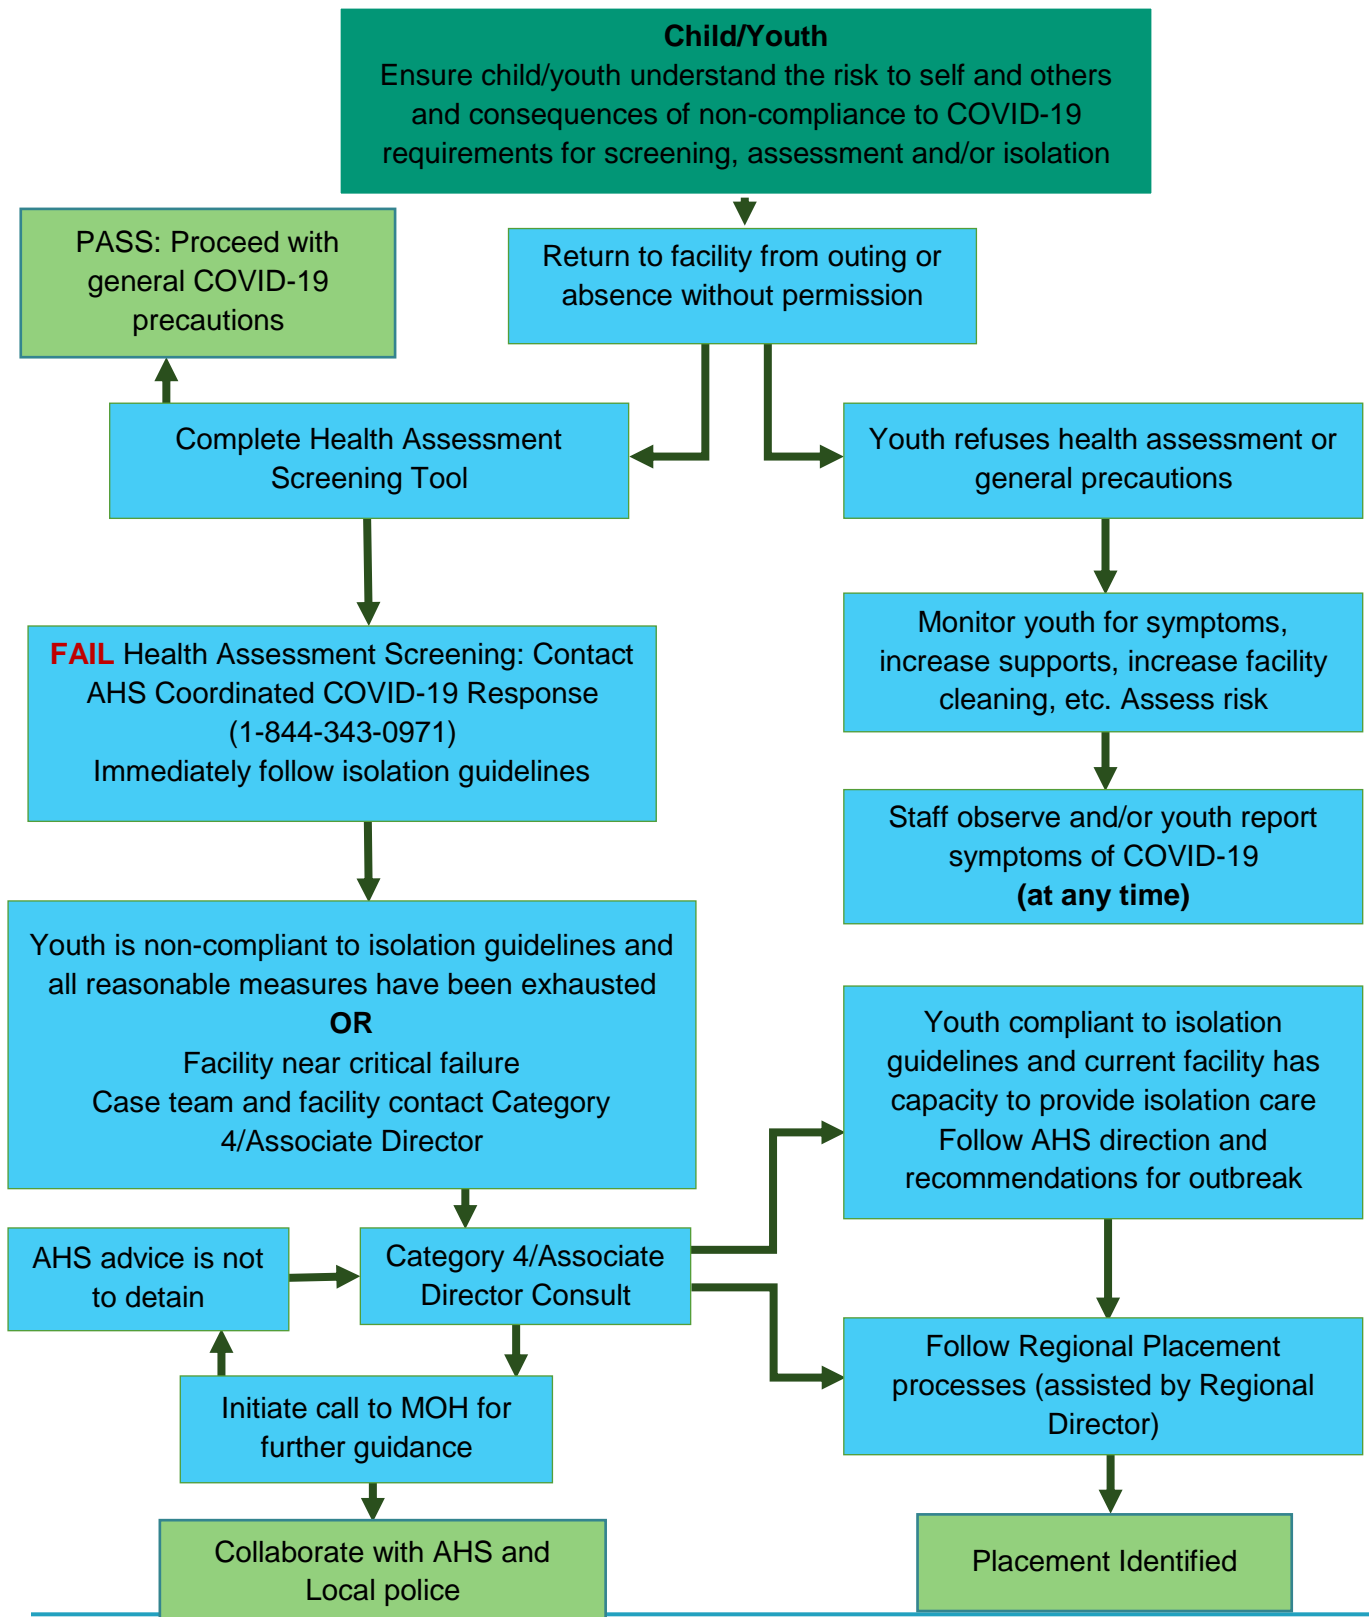 Child/Youth
Ensure child/youth understand the risk to self and others
and consequences of non-compliance to COVID-19
requirements for screening, assessment and/or isolation
PASS: Proceed with
general COVID-19
precautions
Return to facility from outing or
absence without permission
Complete Health Assessment
Screening Tool
Youth refuses health assessment or
general precautions
FAIL Health Assessment Screening: Contact
AHS Coordinated COVID-19 Response
(1-844-343-0971)
Immediately follow isolation guidelines
Monitor youth for symptoms,
increase supports, increase facility
cleaning, etc. Assess risk
Staff observe and/or youth report
symptoms of COVID-19
(at any time)
Youth is non-compliant to isolation guidelines and
all reasonable measures have been exhausted
OR
Facility near critical failure
Case team and facility contact Category
4/Associate Director
Youth compliant to isolation
guidelines and current facility has
capacity to provide isolation care
Follow AHS direction and
recommendations for outbreak
AHS advice is not
to detain
Category 4/Associate
Director Consult
Follow Regional Placement
processes (assisted by Regional
Director)
Initiate call to MOH for
further guidance
Collaborate with AHS and
Local police
Placement Identified